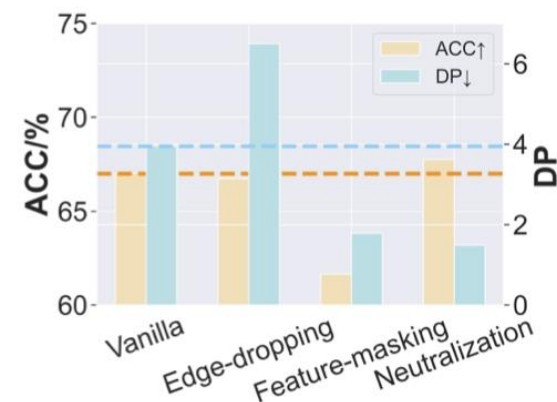 75
70
65
60
ACC/%
ACC↑
DP↓
6
4
2
0
DP
Vanilla
Edge-dropping
Feature-masking
Neutralization